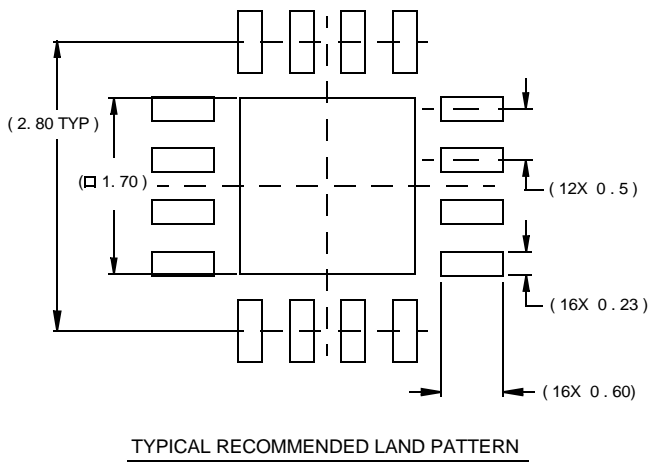 ( 2. 80 TYP )
(□ 1. 70 )
( 12X 0 . 5 )
( 16X 0 . 23 )
( 16X 0 . 60)
TYPICAL RECOMMENDED LAND PATTERN